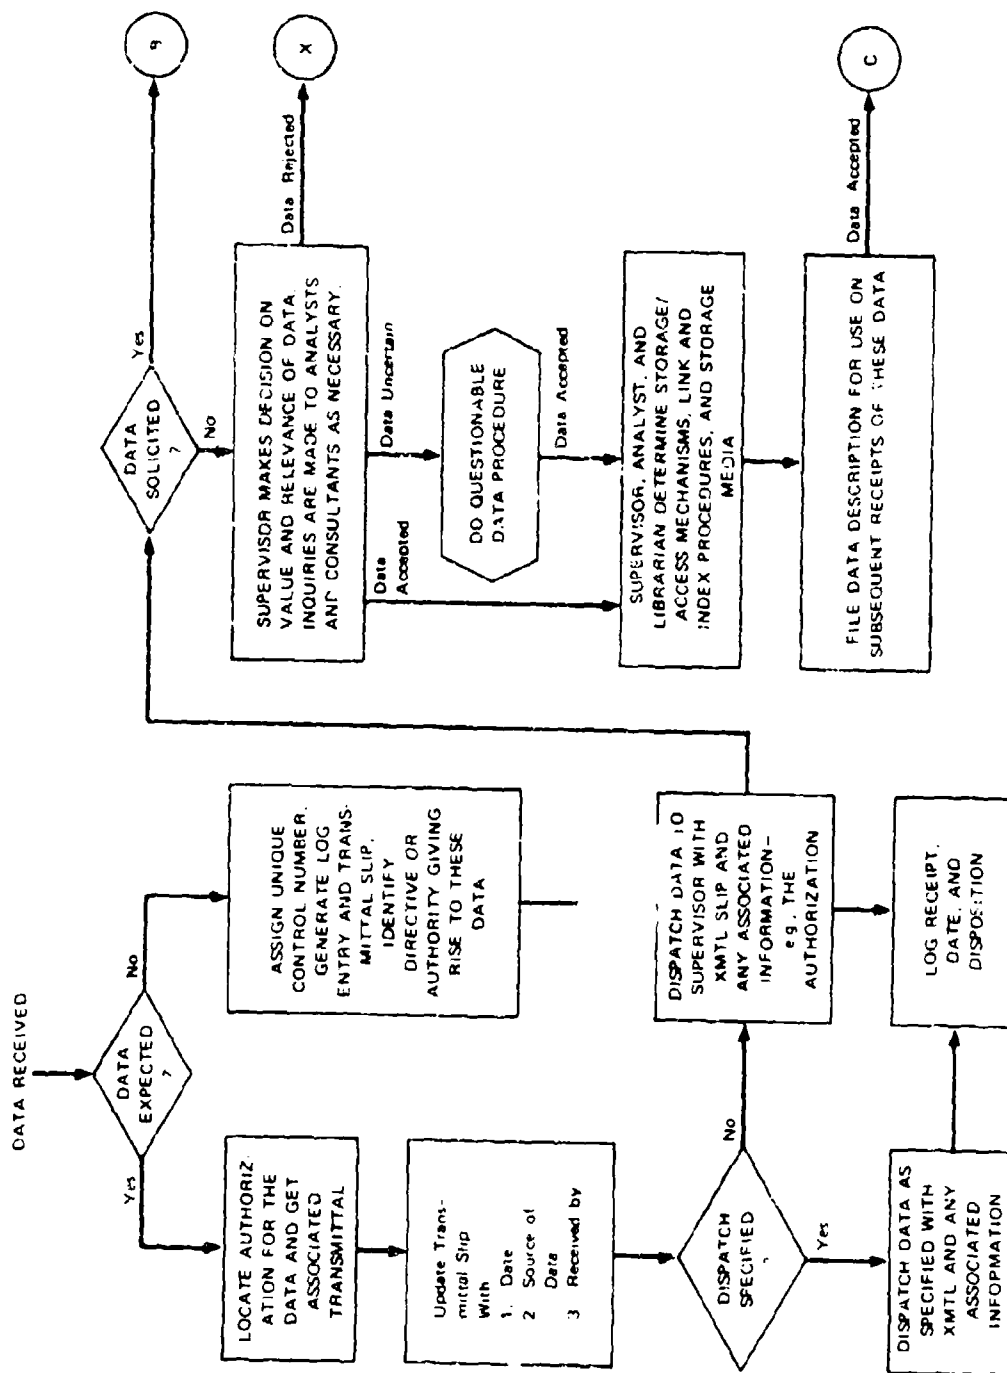 DATA RECEIVED
DATA
EXPECTED
?
Yes
No
LOCATE AUTHORIZ-
ATION FOR THE
DATA AND GET
ASSOCIATED
TRANSMITTAL
ASSIGN UNIQUE
CONTROL NUMBER.
GENERATE LOG
ENTRY AND TRANS-
MITTAL SLIP.
IDENTIFY
DIRECTIVE OR
AUTHORITY GIVING
RISE TO THESE
DATA
Update Trans-
mittal Slip
With
1. Date
2 Source of
Data
3 Received by
DISPATCH
SPECIFIED
?
No
Yes
DISPATCH DATA TO
SUPERVISOR WITH
XMTL SLIP AND
ANY ASSOCIATED
INFORMATION–
e g. THE
AUTHORIZATION
DISPATCH DATA AS
SPECIFIED WITH
XMTL AND ANY
ASSOCIATED
INFORMATION
LOG RECEIPT,
DATE, AND
DISPOSITION
DATA
SOLICITED
?
Yes
No
SUPERVISOR MAKES DECISION ON
VALUE AND RELEVANCE OF DATA.
INQUIRIES ARE MADE TO ANALYSTS
AND CONSULTANTS AS NECESSARY.
Data Rejected
X
Data
Accepted
Data Uncertain
DO QUESTIONABLE
DATA PROCEDURE
Data Accepted
SUPERVISOR, ANALYST, AND
LIBRARIAN DETERMINE STORAGE/
ACCESS MECHANISMS, LINK AND
INDEX PROCEDURES, AND STORAGE
MEDIA
FILE DATA DESCRIPTION FOR USE ON
SUBSEQUENT RECEIPTS OF THESE DATA
Data Accepted
C